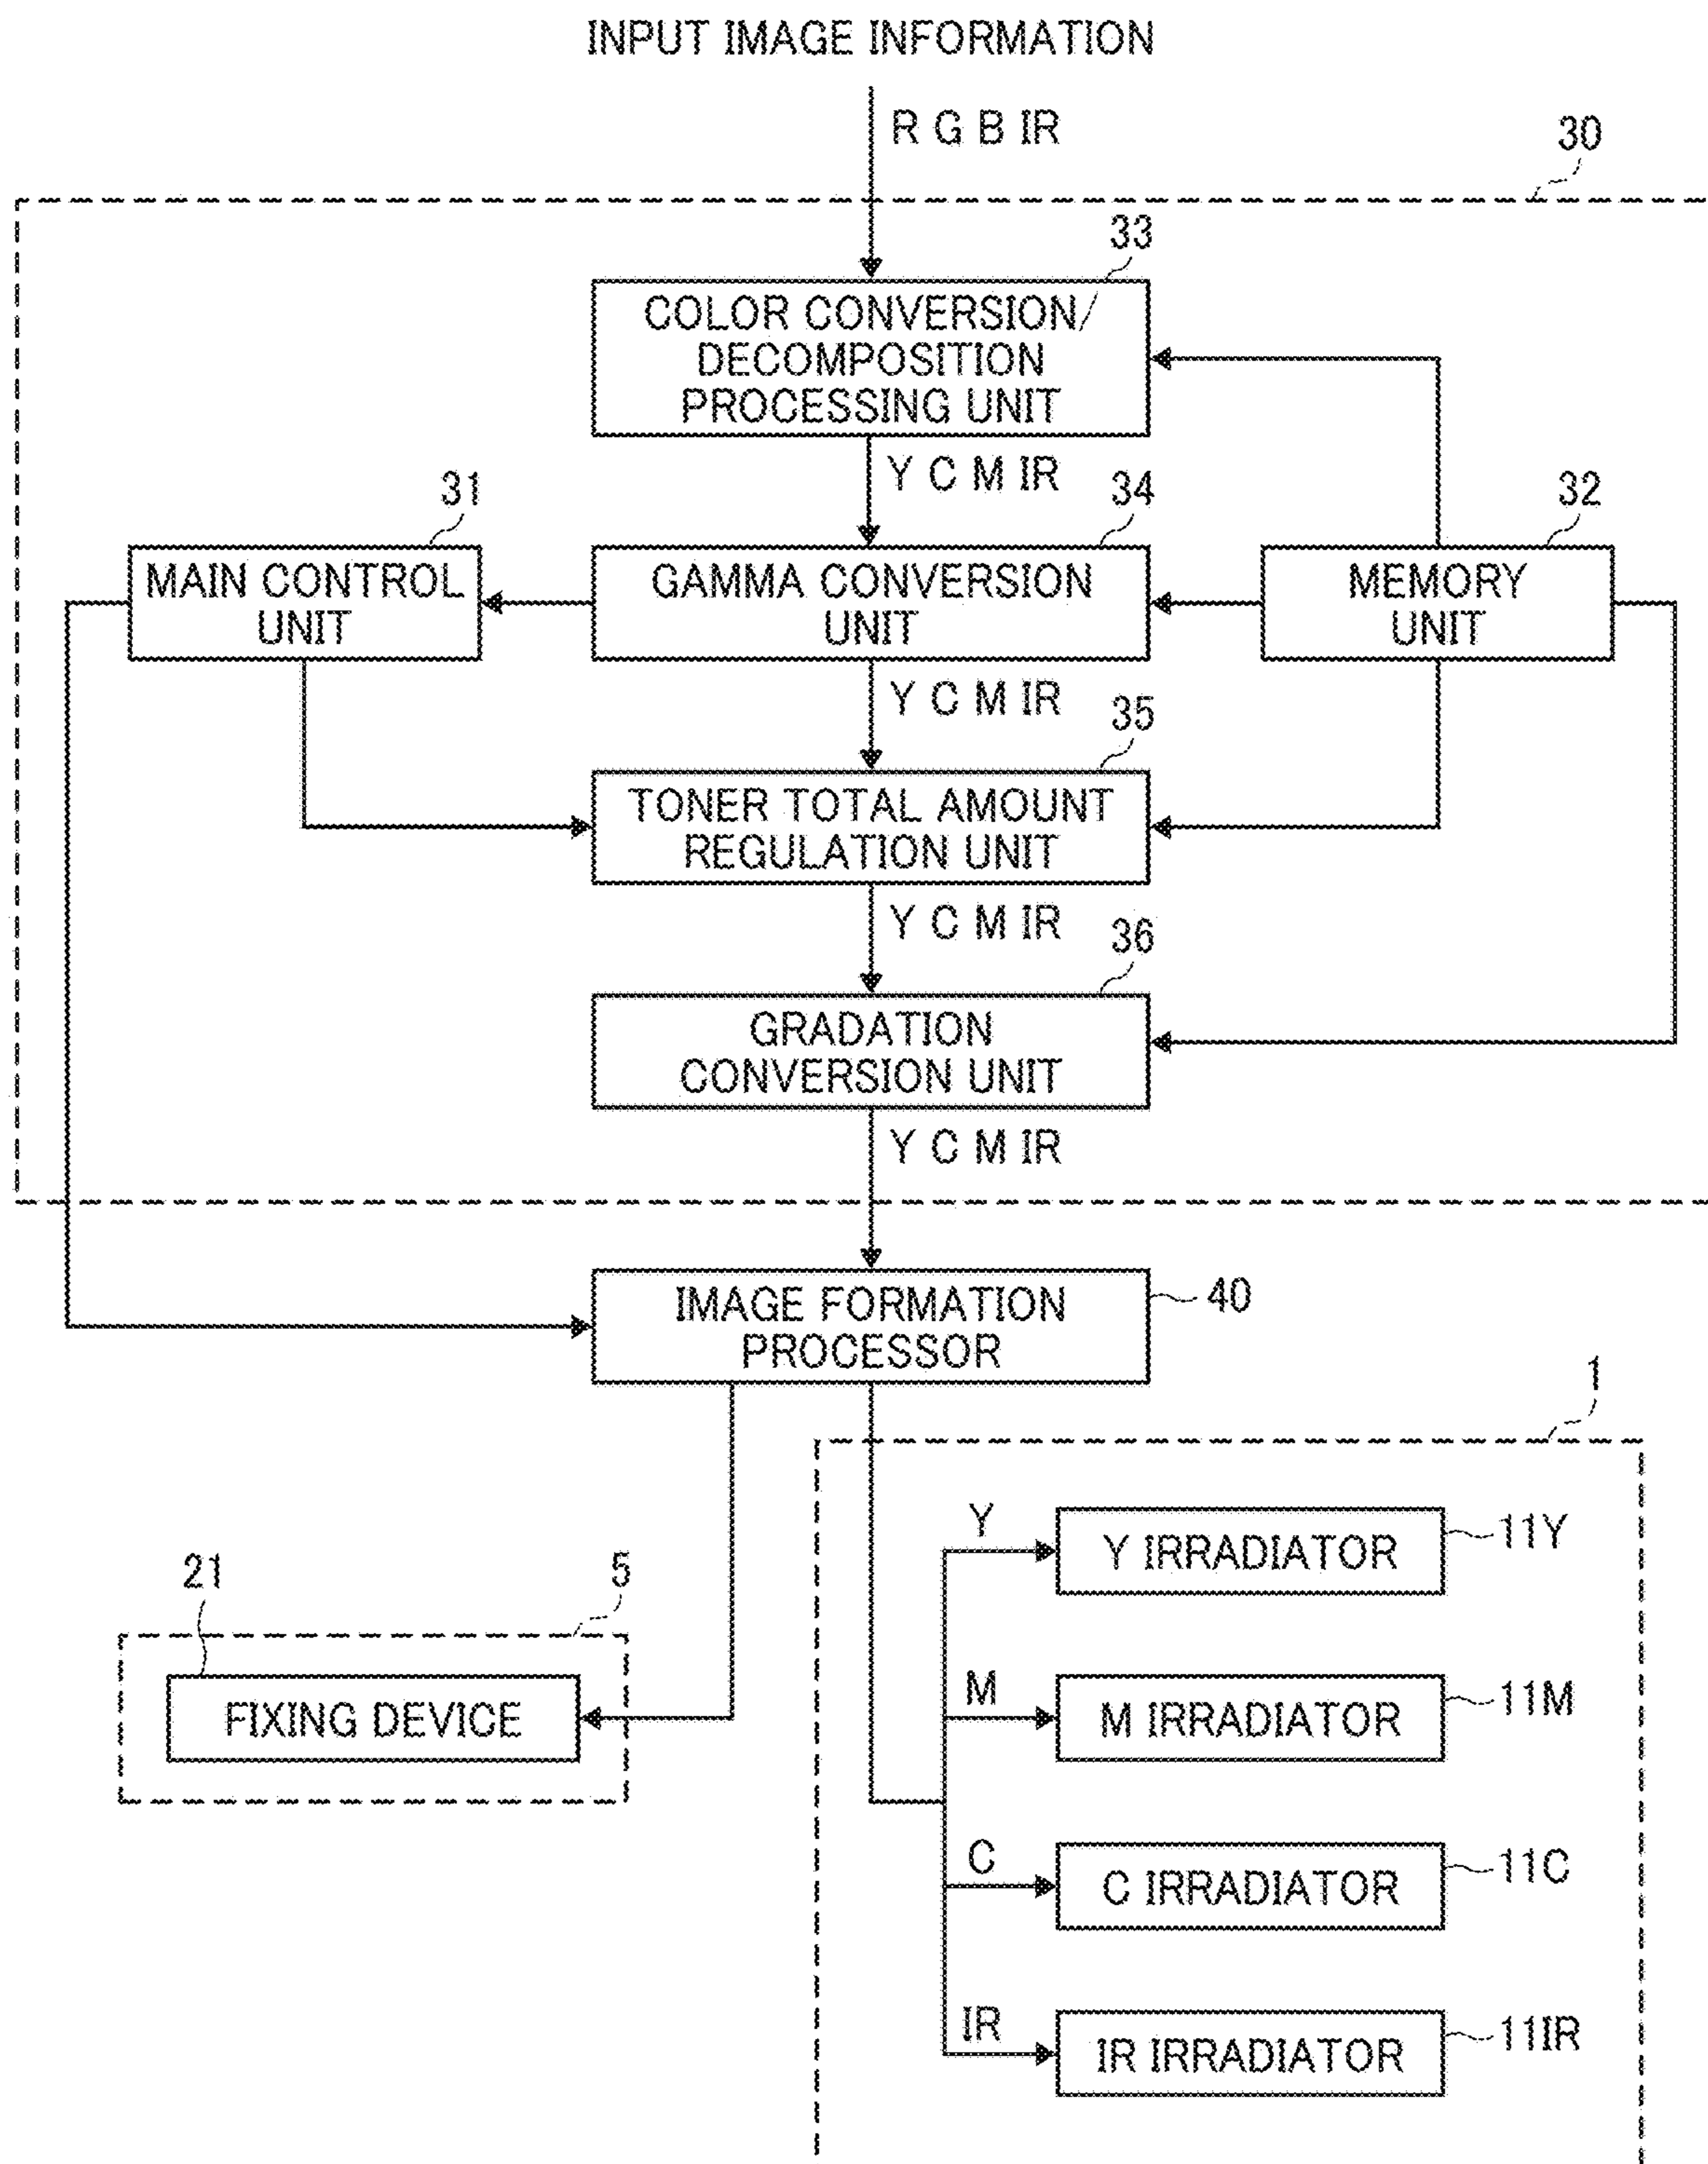 INPUT IMAGE INFORMATION
R G B IR
30
33
COLOR CONVERSION/
DECOMPOSITION
PROCESSING UNIT
Y C M IR
31
34
32
MAIN CONTROL
UNIT
GAMMA CONVERSION
UNIT
MEMORY
UNIT
Y C M IR
35
TONER TOTAL AMOUNT
REGULATION UNIT
Y C M IR
36
GRADATION
CONVERSION UNIT
Y C M IR
IMAGE FORMATION
PROCESSOR
40
1
Y
Y IRRADIATOR
11Y
21
5
FIXING DEVICE
M
M IRRADIATOR
11M
C
C IRRADIATOR
11C
IR
IR IRRADIATOR
11IR